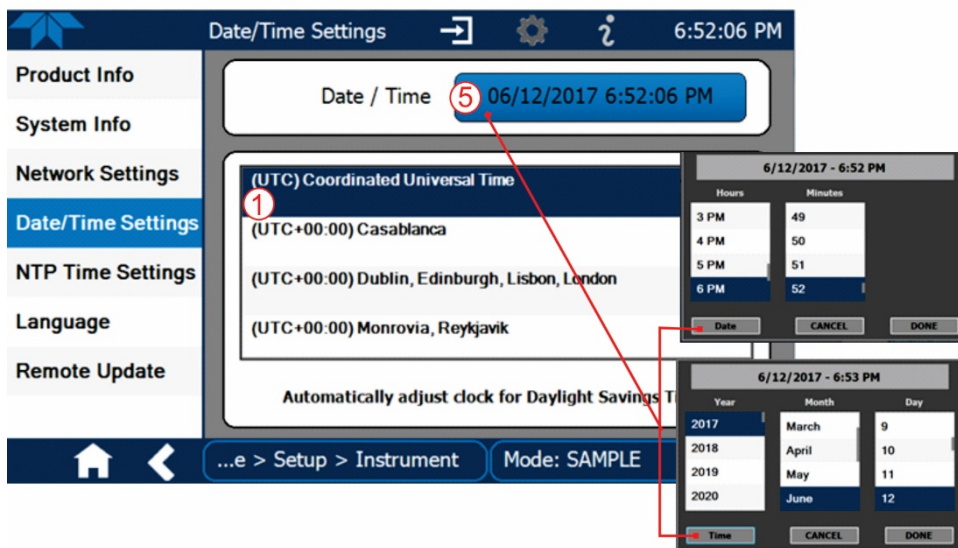 Date/Time Settings
6:52:06 PM
Product Info
System Info
Network Settings
Date/Time Settings
NTP Time Settings
Language
Remote Update
Date / Time
5
06/12/2017 6:52:06 PM
(UTC) Coordinated Universal Time
1
(UTC+00:00) Casablanca
(UTC+00:00) Dublin, Edinburgh, Lisbon, London
(UTC+00:00) Monrovia, Reykjavik
Automatically adjust clock for Daylight Savings Ti
...e > Setup > Instrument
Mode: SAMPLE
6/12/2017 - 6:52 PM
Hours Minutes
3 PM 49
4 PM 50
5 PM 51
6 PM 52
Date CANCEL DONE
6/12/2017 - 6:53 PM
Year Month Day
2017 March 9
2018 April 10
2019 May 11
2020 June 12
Time CANCEL DONE